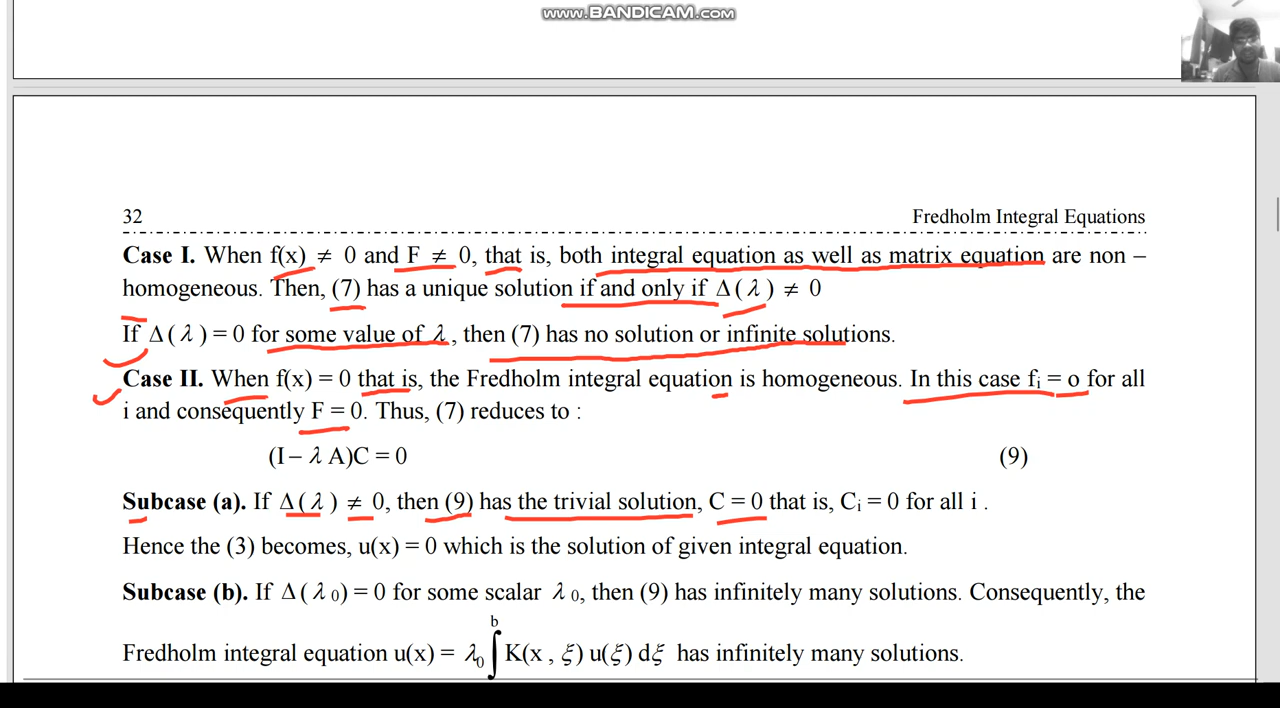 www.BANDICAM.com
32 Fredholm Integral Equations
Case I. When f(x) ≠ 0 and F ≠ 0, that is, both integral equation as well as matrix equation are non –
homogeneous. Then, (7) has a unique solution if and only if Δ(λ) ≠ 0
If Δ(λ) = 0 for some value of λ, then (7) has no solution or infinite solutions.
Case II. When f(x) = 0 that is, the Fredholm integral equation is homogeneous. In this case fᵢ = o for all
i and consequently F = 0. Thus, (7) reduces to :
(I – λ A)C = 0 (9)
Subcase (a). If Δ(λ) ≠ 0, then (9) has the trivial solution, C = 0 that is, Cᵢ = 0 for all i .
Hence the (3) becomes, u(x) = 0 which is the solution of given integral equation.
Subcase (b). If Δ(λ₀) = 0 for some scalar λ₀, then (9) has infinitely many solutions. Consequently, the
b
Fredholm integral equation u(x) = λ₀ ∫ K(x , ξ) u(ξ) dξ has infinitely many solutions.